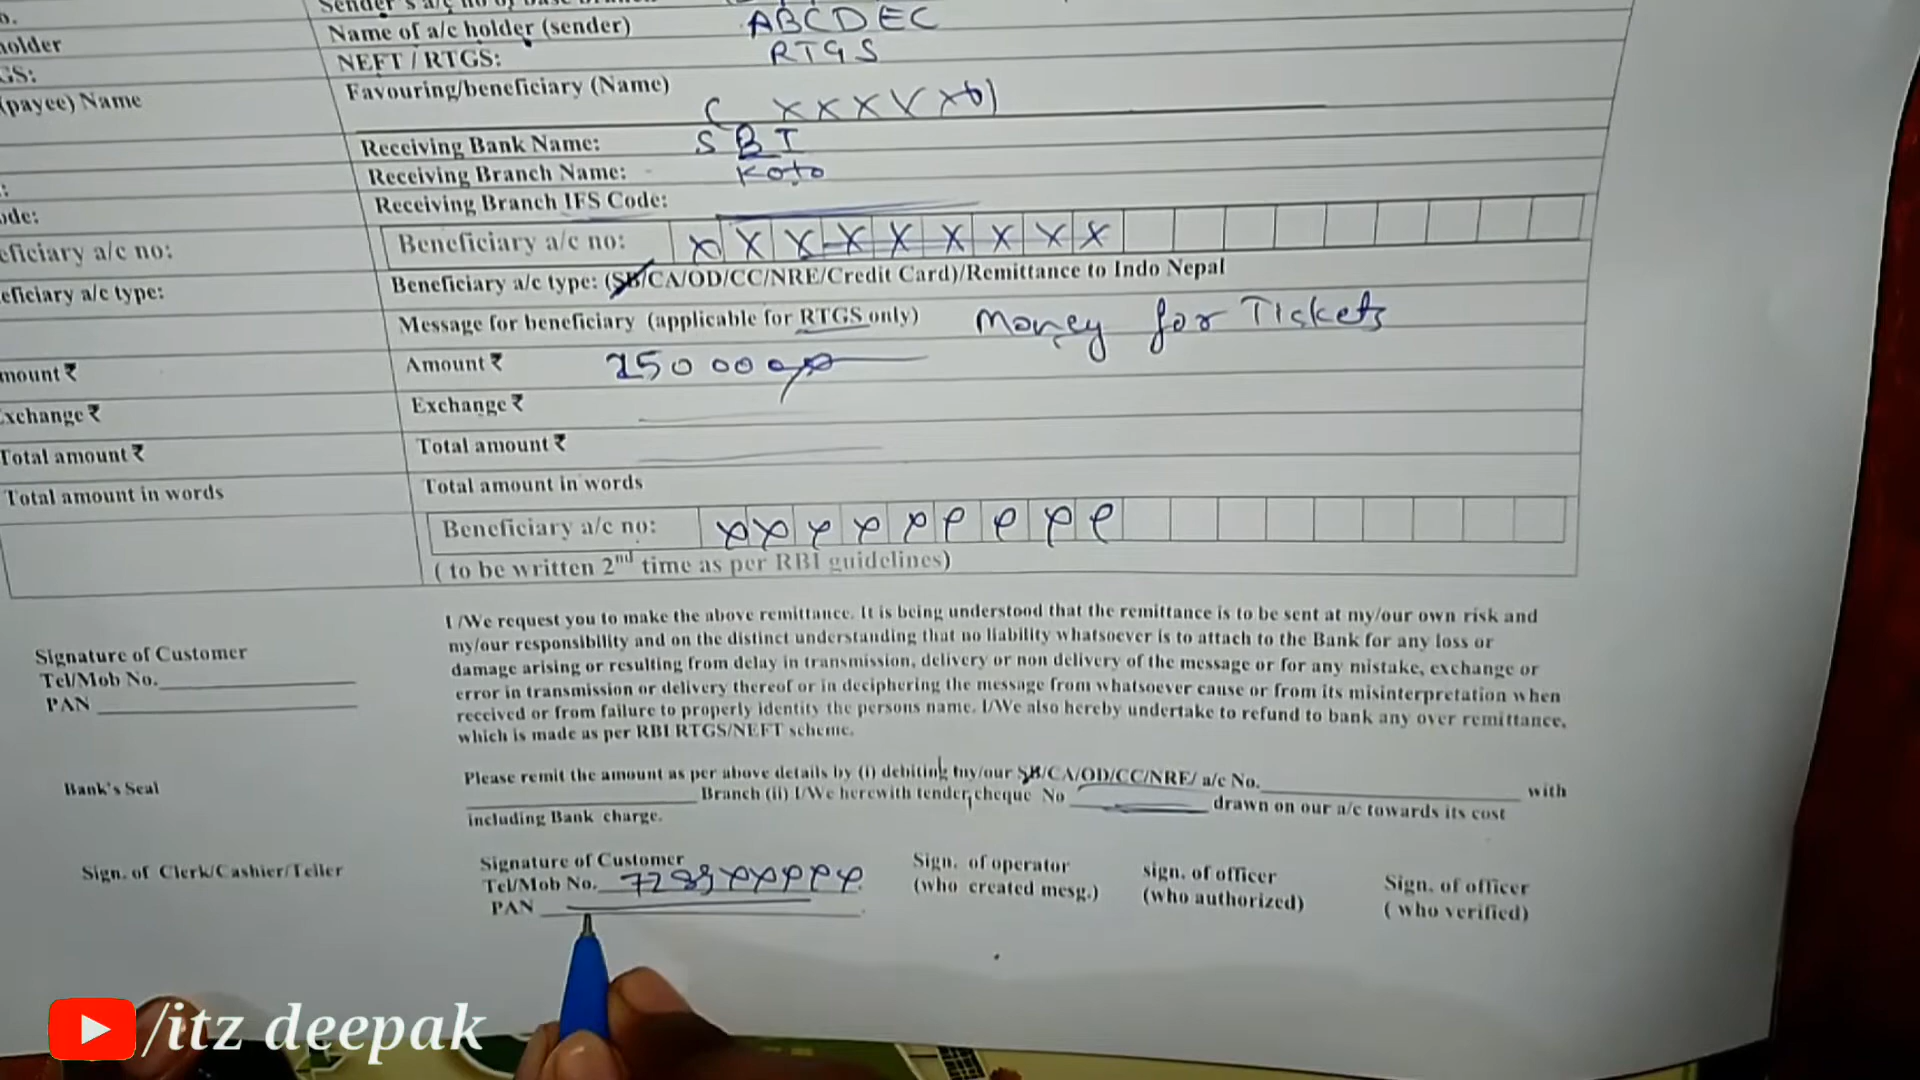 Sender's a/c no of base branch
holder
Name of a/c holder (sender) ABCDEC
GS:
NEFT / RTGS: RTGS
(payee) Name
Favouring/beneficiary (Name)
Receiving Bank Name: SBI
Receiving Branch Name: Koto
ode:
Receiving Branch IFS Code:
eficiary a/c no:
Beneficiary a/c no: X X X X X X X X X
eficiary a/c type:
Beneficiary a/c type: (SB/CA/OD/CC/NRE/Credit Card)/Remittance to Indo Nepal
Message for beneficiary (applicable for RTGS only) Money for Tickets
mount ₹
Amount ₹
Exchange ₹
Exchange ₹
Total amount ₹
Total amount ₹
Total amount in words
Total amount in words
Beneficiary a/c no:
( to be written 2nd time as per RBI guidelines)
I /We request you to make the above remittance. It is being understood that the remittance is to be sent at my/our own risk and
my/our responsibility and on the distinct understanding that no liability whatsoever is to attach to the Bank for any loss or
damage arising or resulting from delay in transmission, delivery or non delivery of the message or for any mistake, exchange or
error in transmission or delivery thereof or in deciphering the message from whatsoever cause or from its misinterpretation when
received or from failure to properly identity the persons name. I/We also hereby undertake to refund to bank any over remittance,
which is made as per RBI RTGS/NEFT scheme.
Signature of Customer
Tel/Mob No.
PAN
Please remit the amount as per above details by (i) debiting my/our SB/CA/OD/CC/NRE/ a/c No. with
Branch (ii) I/We herewith tender cheque No drawn on our a/c towards its cost
including Bank charge.
Bank's Seal
Sign. of Clerk/Cashier/Teller
Signature of Customer
Tel/Mob No.
PAN
Sign. of operator
(who created mesg.)
sign. of officer
(who authorized)
Sign. of officer
( who verified)
/itz deepak